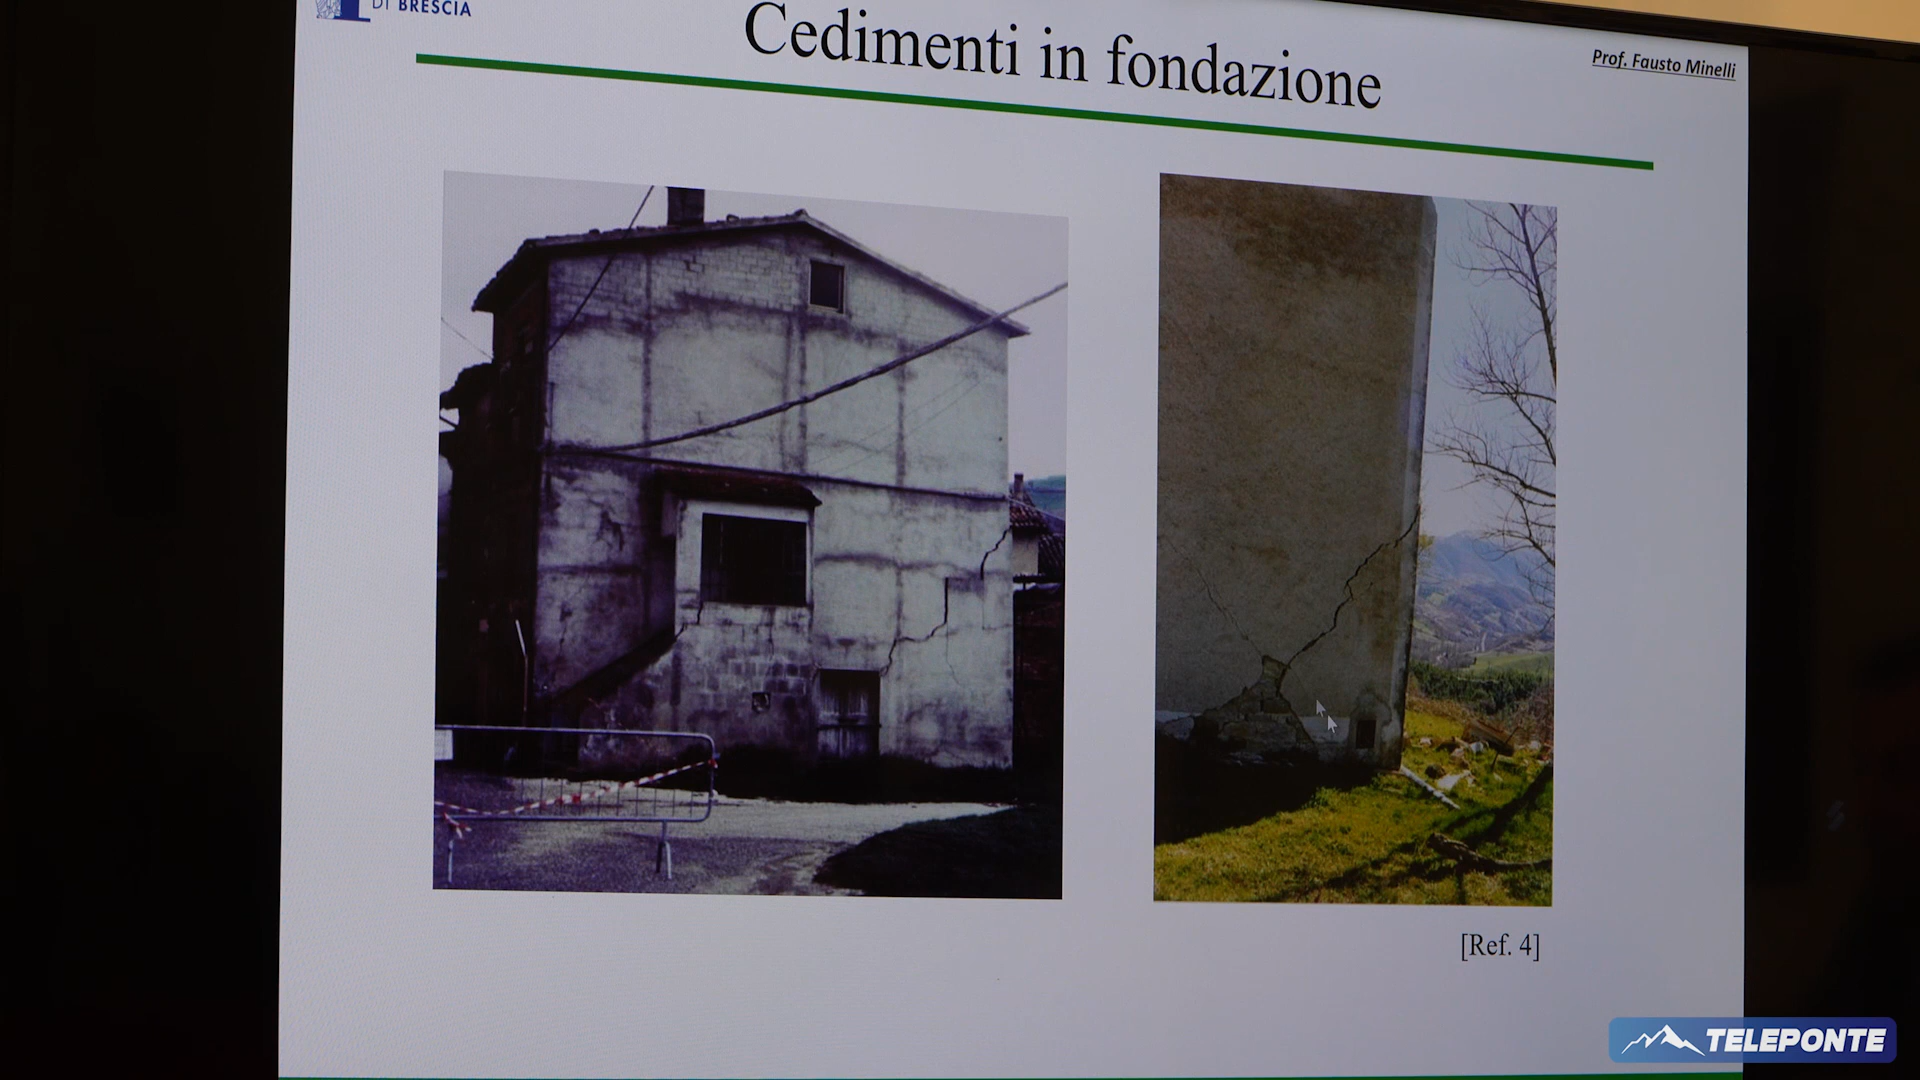 DI BRESCIA
Cedimenti in fondazione
Prof. Fausto Minelli
[Ref. 4]
TELEPONTE